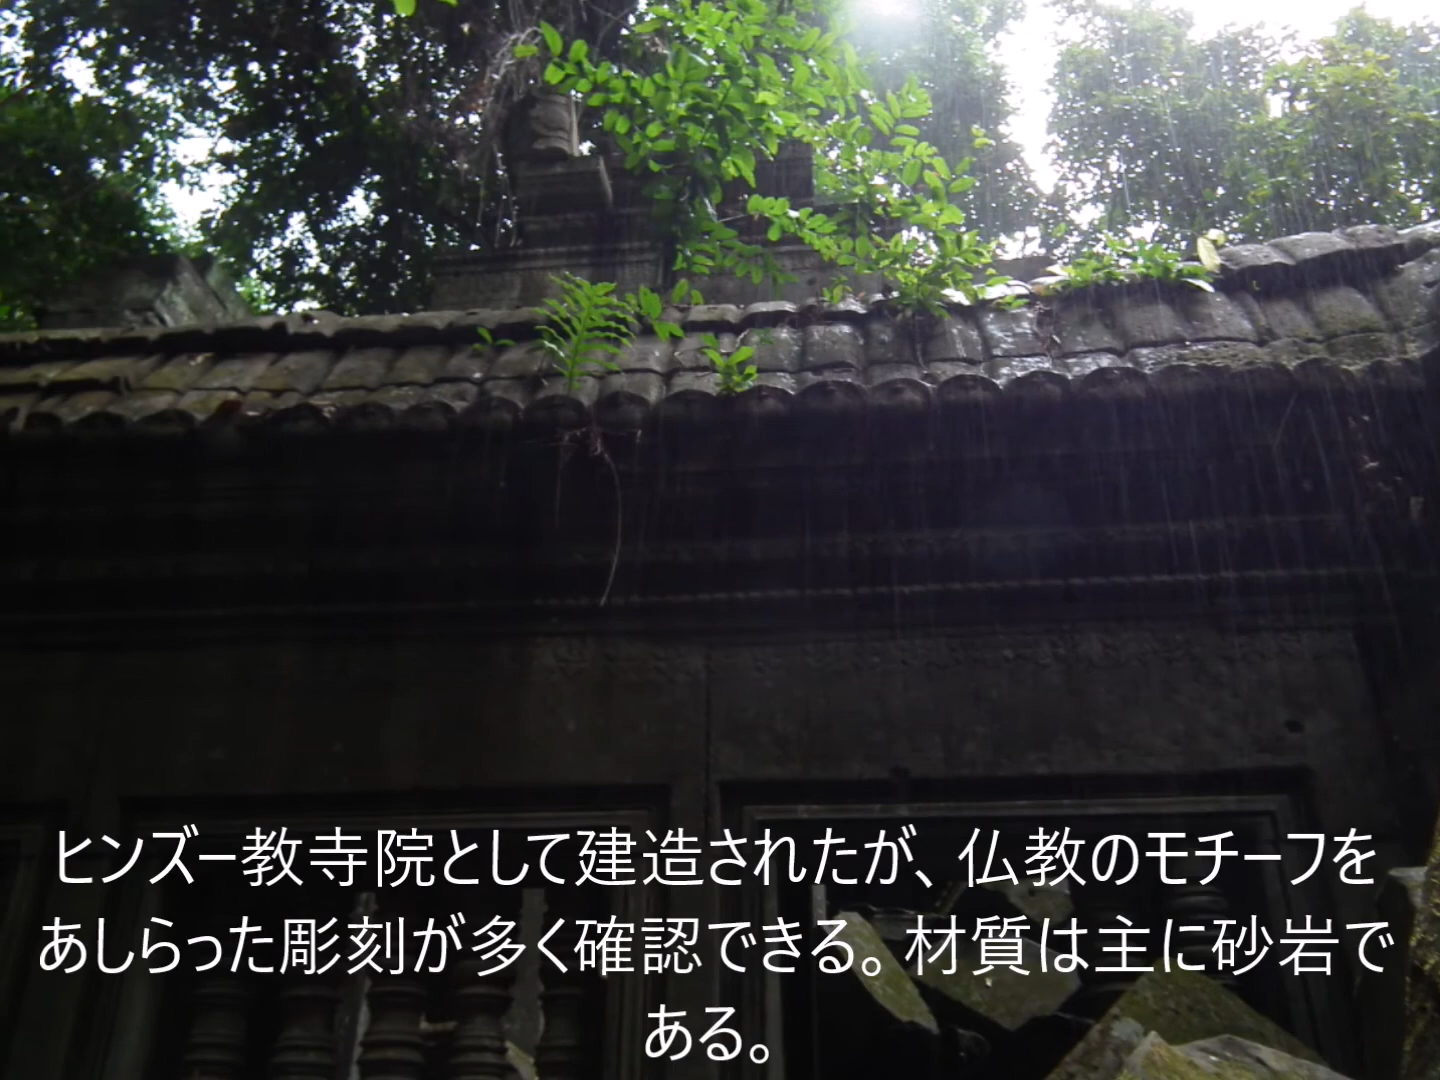 ヒンズー教寺院として建造されたが、仏教のモチーフを
あしらった彫刻が多く確認できる。材質は主に砂岩で
ある。